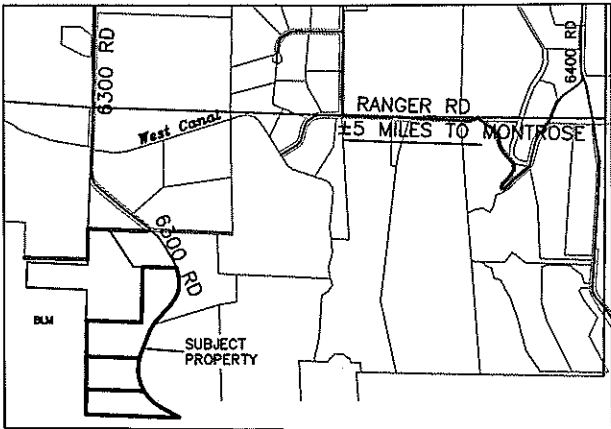 6300 RD
6400 RD
RANGER RD
West Canal
±5 MILES TO MONTROSE
6300 RD
BLM
SUBJECT
PROPERTY